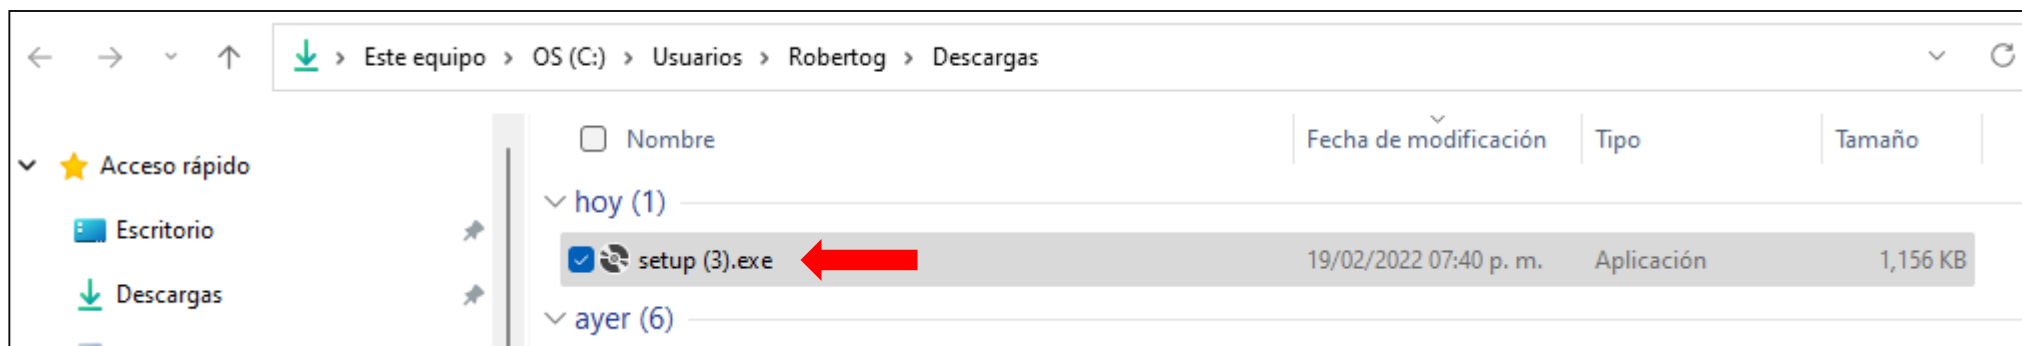 Este equipo > OS (C:) > Usuarios > Robertog > Descargas
Nombre Fecha de modificación Tipo Tamaño
Acceso rápido
hoy (1)
Escritorio
setup (3).exe 19/02/2022 07:40 p. m. Aplicación 1,156 KB
Descargas
ayer (6)